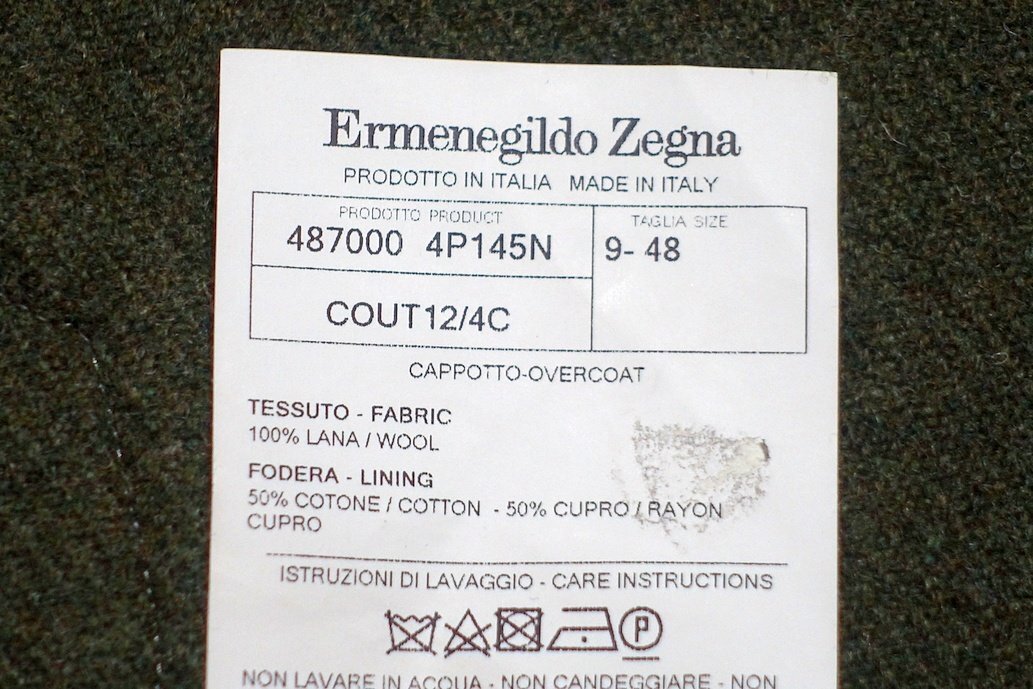 Ermenegildo Zegna
PRODOTTO IN ITALIA MADE IN ITALY
PRODOTTO PRODUCT
TAGLIA SIZE
487000 4P145N
9- 48
COUT12/4C
CAPPOTTO-OVERCOAT
TESSUTO - FABRIC
100% LANA / WOOL
FODERA - LINING
50% COTONE / COTTON - 50% CUPRO / RAYON
CUPRO
ISTRUZIONI DI LAVAGGIO - CARE INSTRUCTIONS
P
NON LAVARE IN ACQUA - NON CANDEGGIARE - NON